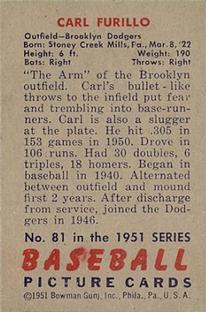 CARL FURILLO
Outfield—Brooklyn Dodgers
Born: Stoney Creek Mills, Pa., Mar. 8, '22
Height: 6 ft. Weight: 190
Bats: Right Throws: Right
"The Arm" of the Brooklyn
outfield. Carl's bullet-like
throws to the infield put fear
and trembling into base-run-
ners. Carl is also a slugger
at the plate. He hit .305 in
153 games in 1950. Drove in
106 runs. Had 30 doubles, 6
triples, 18 homers. Began in
baseball in 1940. Alternated
between outfield and mound
first 2 years. After discharge
from service, joined the Dod-
gers in 1946.
No. 81 in the 1951 SERIES
BASEBALL
PICTURE CARDS
©1951 Bowman Gum, Inc., Phila., Pa., U. S. A.